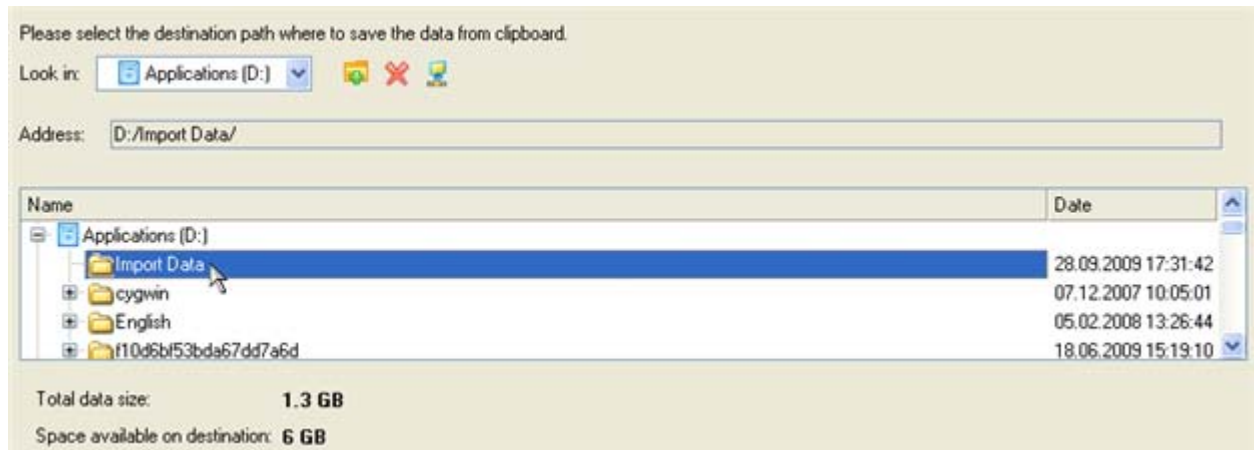 Please select the destination path where to save the data from clipboard.
Look in: Applications (D:)
Address: D:/Import Data/
Name Date
Applications (D:)
Import Data 28.09.2009 17:31:42
cygwin 07.12.2007 10:05:01
English 05.02.2008 13:26:44
f10d6bf53bda67dd7a6d 18.06.2009 15:19:10
Total data size: 1.3 GB
Space available on destination: 6 GB